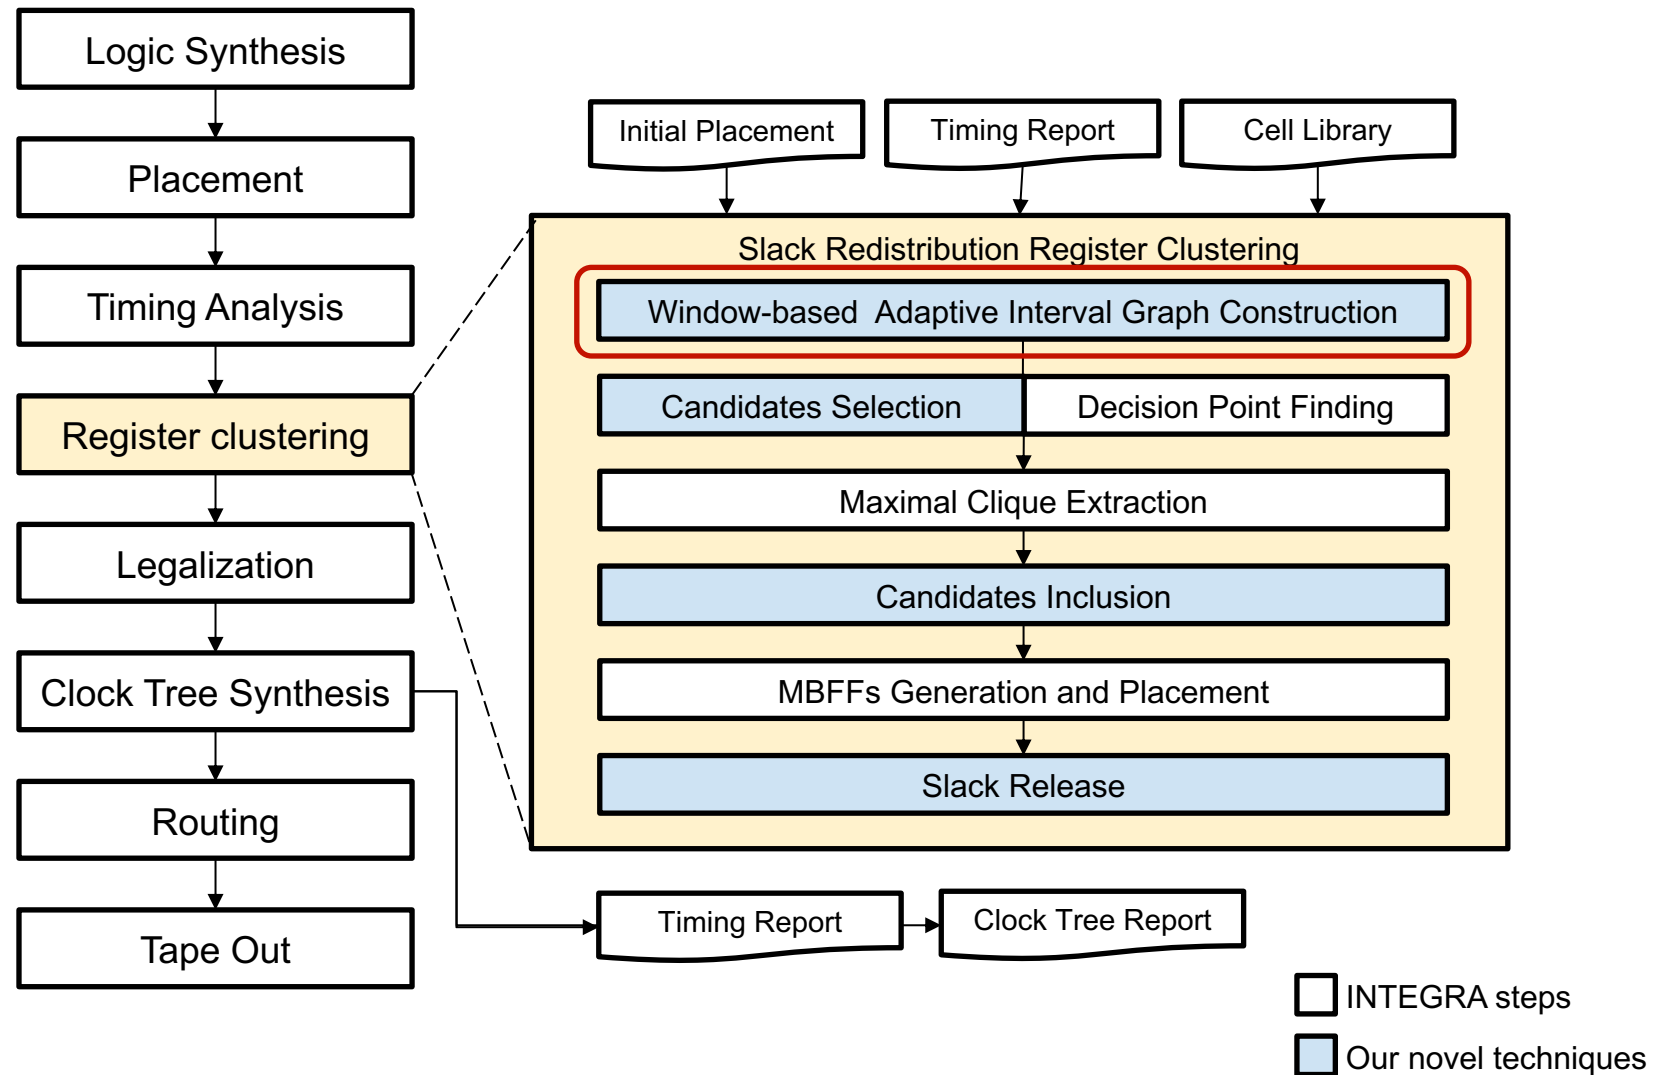 Logic Synthesis
Placement
Timing Analysis
Register clustering
Legalization
Clock Tree Synthesis
Routing
Tape Out
Initial Placement
Timing Report
Cell Library
Slack Redistribution Register Clustering
Window-based Adaptive Interval Graph Construction
Candidates Selection
Decision Point Finding
Maximal Clique Extraction
Candidates Inclusion
MBFFs Generation and Placement
Slack Release
Timing Report
Clock Tree Report
INTEGRA steps
Our novel techniques